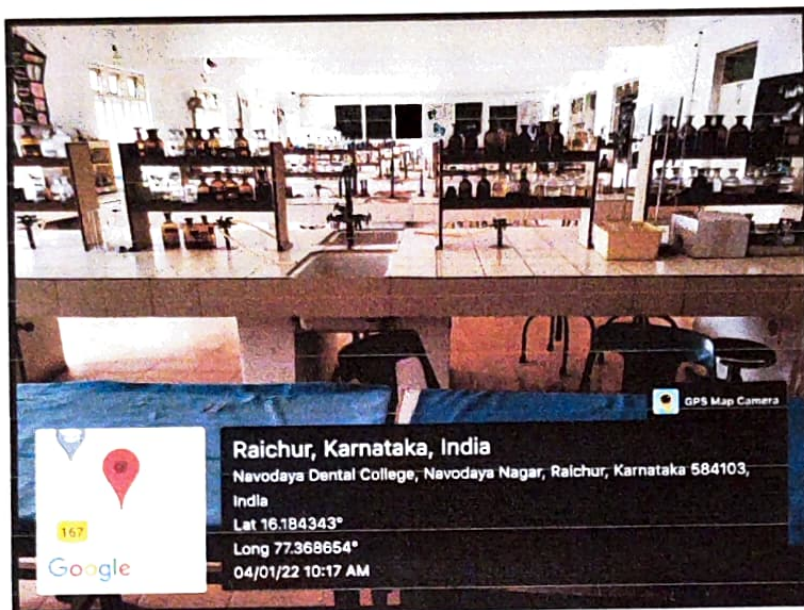 GPS Map Camera
Raichur, Karnataka, India
Navodaya Dental College, Navodaya Nagar, Raichur, Karnataka 584103,
India
Lat 16.184343°
Long 77.368654°
04/01/22 10:17 AM
167
Google